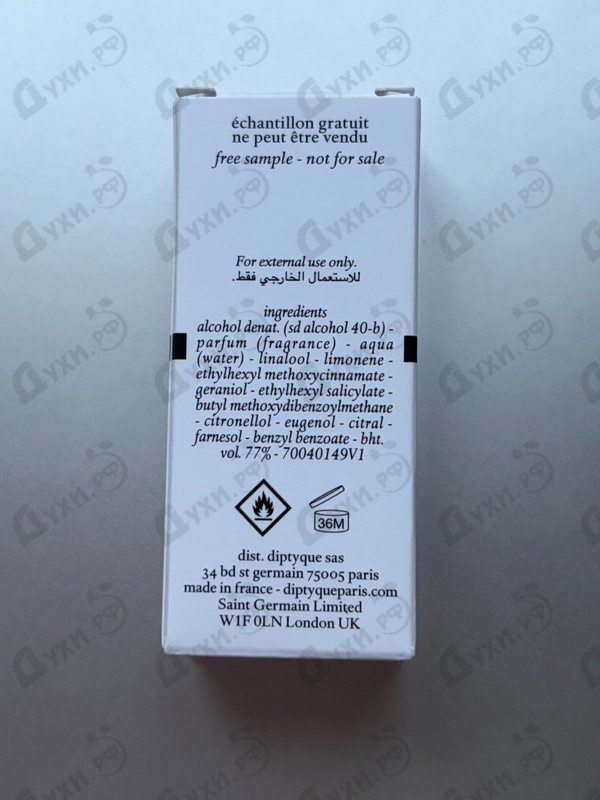 échantillon gratuit
ne peut être vendu
free sample - not for sale
For external use only.
للاستعمال الخارجي فقط.
ingredients
alcohol denat. (sd alcohol 40-b) -
parfum (fragrance) - aqua
(water) - linalool - limonene -
ethylhexyl methoxycinnamate -
geraniol - ethylhexyl salicylate -
butyl methoxydibenzoylmethane
- citronellol - eugenol - citral -
farnesol - benzyl benzoate - bht.
vol. 77% - 70040149V1
36M
dist. diptyque sas
34 bd st germain 75005 paris
made in france - diptyqueparis.com
Saint Germain Limited
W1F 0LN London UK
Духи.рф